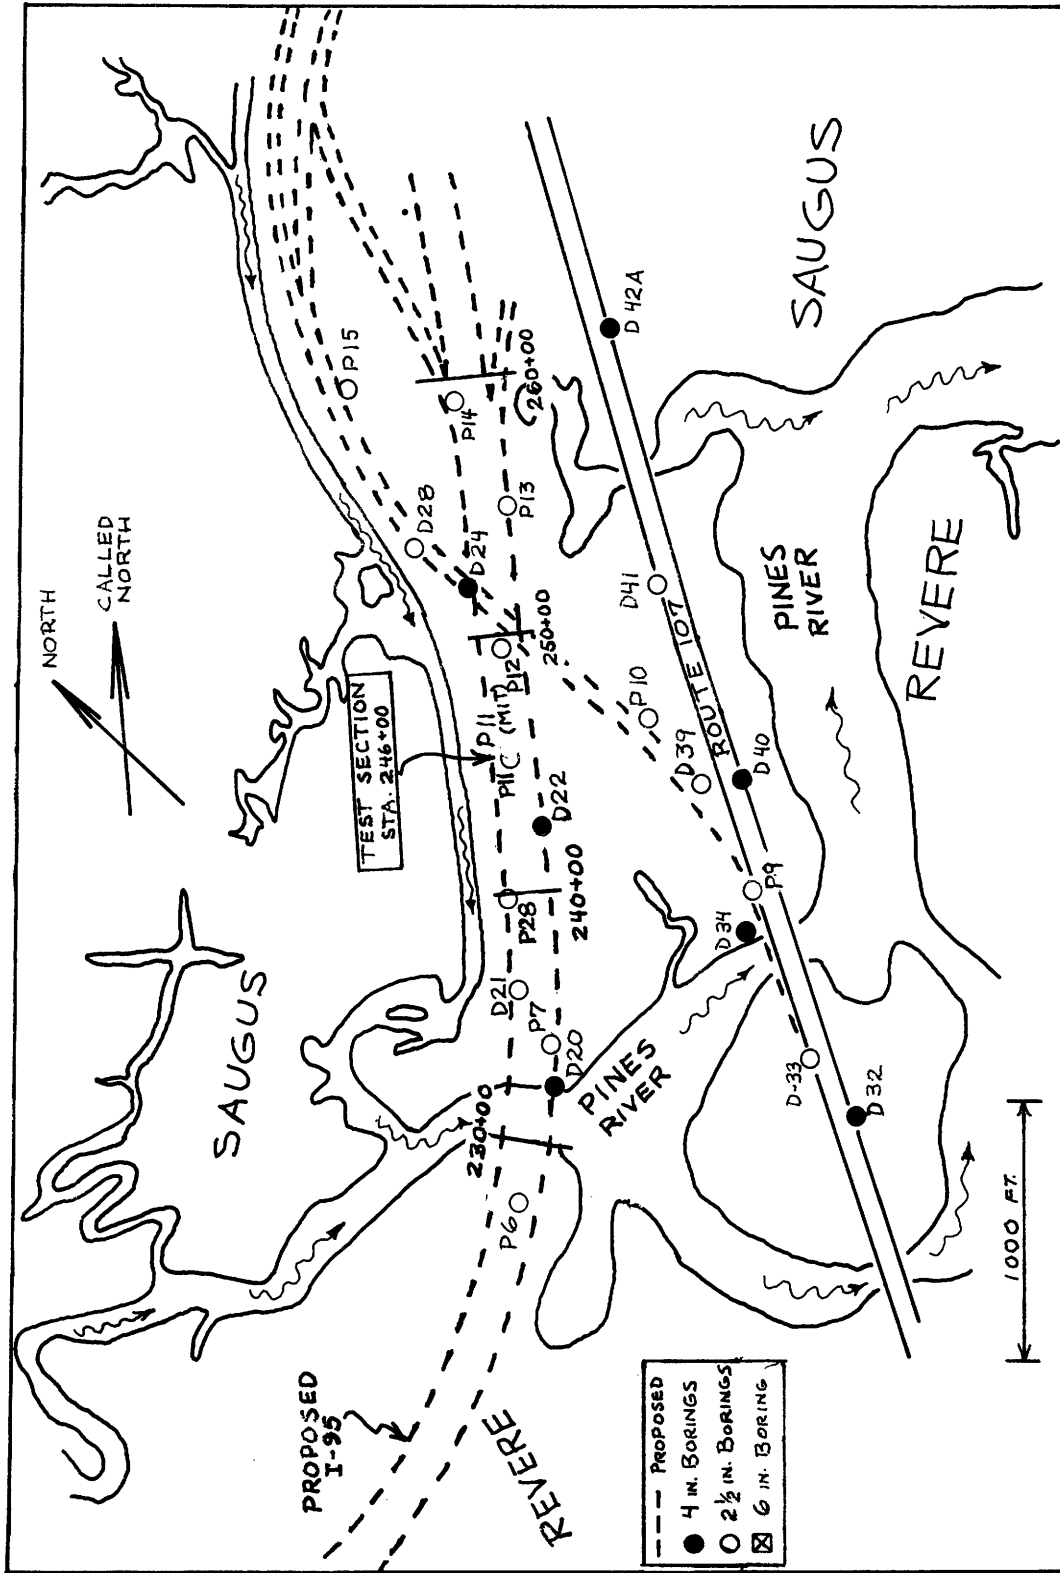 NORTH
CALLED
NORTH
SAUGUS
SAUGUS
PROPOSED
I-95
REVERE
REVERE
PINES
RIVER
PINES
RIVER
ROUTE 107
TEST SECTION
STA. 246+00
230+00
240+00
250+00
260+00
P6
D20
P7
D21
P28
D22
P11
P11
(MIT)
P12
D24
D28
P13
P14
P15
D32
D-33
D34
P9
D39
D40
P10
D41
D42A
PROPOSED
4 IN. BORINGS
2½ IN. BORINGS
6 IN. BORING
1000 FT.